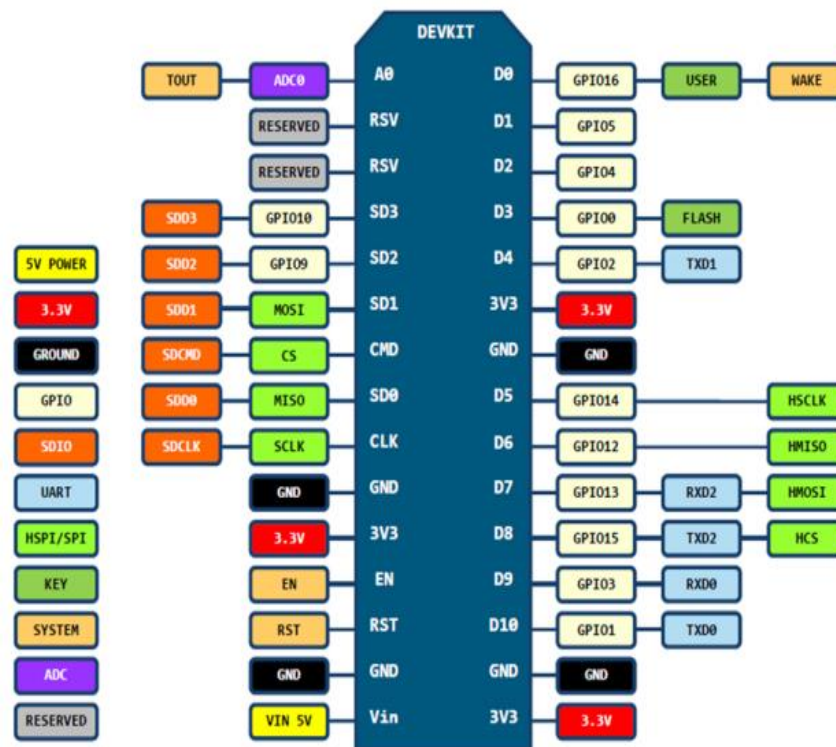 DEVKIT
TOUT ADC0 A0 D0 GPIO16 USER WAKE
RESERVED RSV D1 GPIO5
RESERVED RSV D2 GPIO4
SDD3 GPIO10 SD3 D3 GPIO0 FLASH
5V POWER SDD2 GPIO9 SD2 D4 GPIO2 TXD1
3.3V SDD1 MOSI SD1 3V3 3.3V
GROUND SDCMD CS CMD GND GND
GPIO SDD0 MISO SD0 D5 GPIO14 HSCLK
SDIO SDCLK SCLK CLK D6 GPIO12 HMISO
UART GND GND D7 GPIO13 RXD2 HMOSI
HSPI/SPI 3.3V 3V3 D8 GPIO15 TXD2 HCS
KEY EN EN D9 GPIO3 RXD0
SYSTEM RST RST D10 GPIO1 TXD0
ADC GND GND GND GND
RESERVED VIN 5V Vin 3V3 3.3V